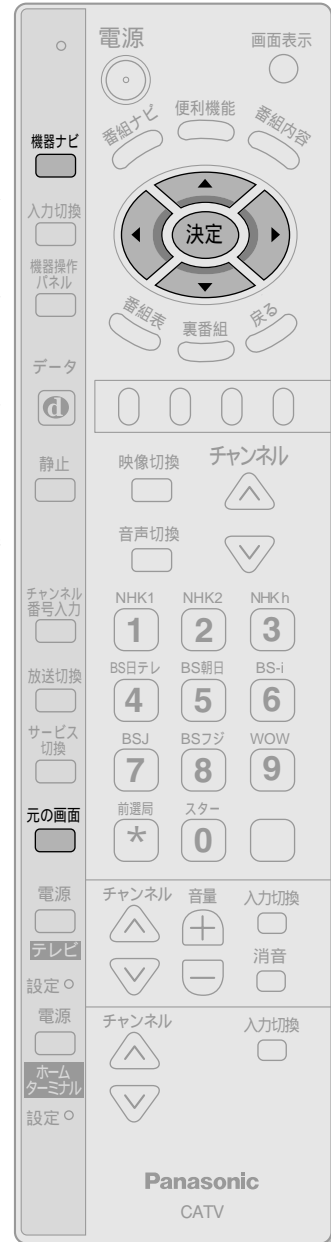 電源
画面表示
番組ナビ
便利機能
番組内容
機器ナビ
入力切換
決定
機器操作
パネル
番組表
裏番組
戻る
データ
d
静止
映像切換
チャンネル
音声切換
チャンネル
番号入力
NHK1
NHK2
NHK h
1
2
3
放送切換
BS日テレ
BS朝日
BS-i
4
5
6
サービス
切換
BSJ
BSフジ
WOW
7
8
9
元の画面
前選局
スター
*
0
電源
テレビ
設定
チャンネル
音量
入力切換
+
消音
−
電源
ホーム
ターミナル
設定
チャンネル
入力切換
Panasonic
CATV